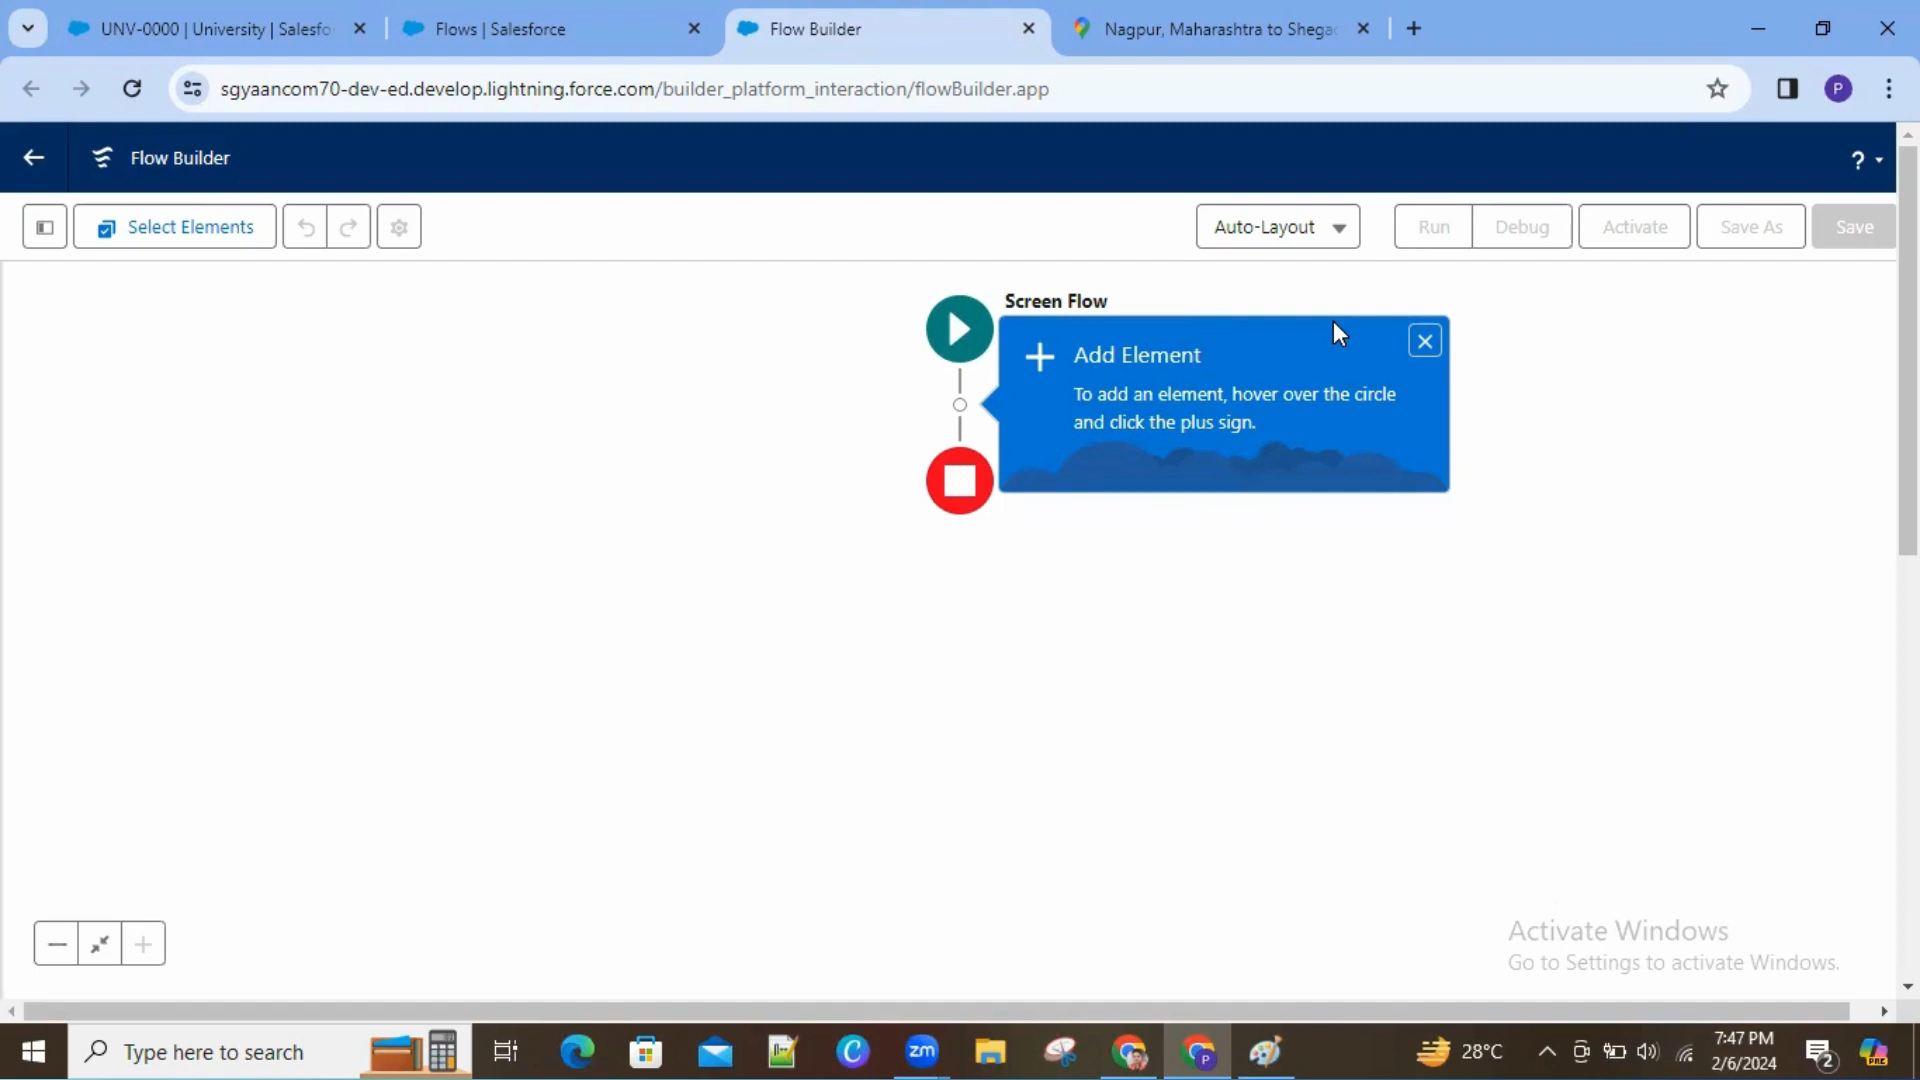 UNV-0000 | University | Salesfo
Flows | Salesforce
Flow Builder
Nagpur, Maharashtra to Shega
sgyaancom70-dev-ed.develop.lightning.force.com/builder_platform_interaction/flowBuilder.app
P
Flow Builder
?
Select Elements
Auto-Layout
Run
Debug
Activate
Save As
Save
Screen Flow
Add Element
To add an element, hover over the circle
and click the plus sign.
Activate Windows
Go to Settings to activate Windows.
Type here to search
zm
P
28°C
7:47 PM
2/6/2024
2
PRE